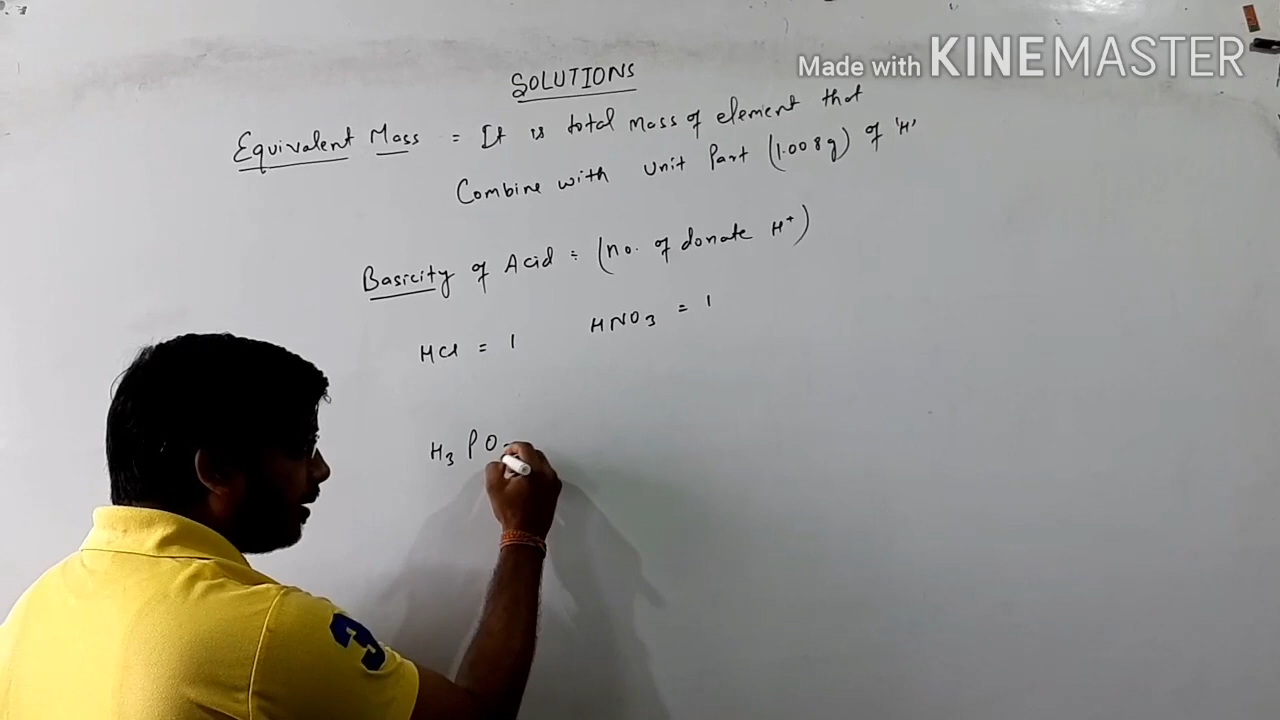 Made with KINEMASTER
SOLUTIONS
Equivalent Mass = It is total mass of element that
Combine with Unit Part (1.008g) of 'H'
Basicity of Acid = (no. of donate H⁺)
HCl = 1 HNO₃ = 1
H₃PO
3